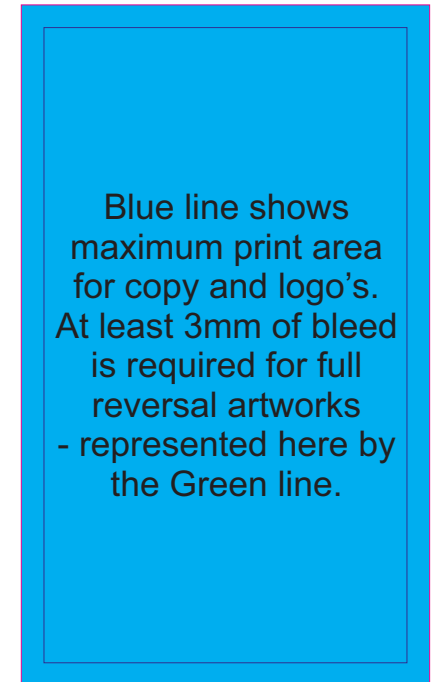 Blue line shows
maximum print area
for copy and logo’s.
At least 3mm of bleed
is required for full
reversal artworks
- represented here by
the Green line.